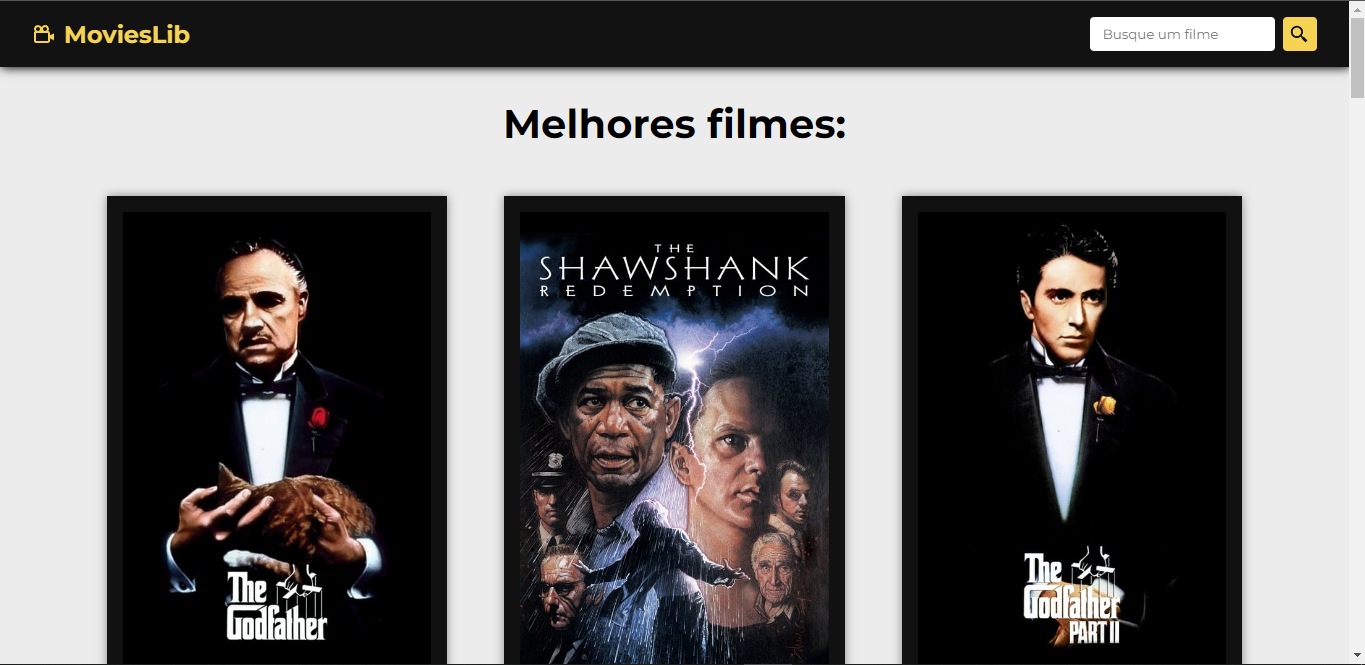 MoviesLib
Busque um filme
Melhores filmes:
THE
SHAWSHANK
REDEMPTION
The
Godfather
The
Godfather
PART II